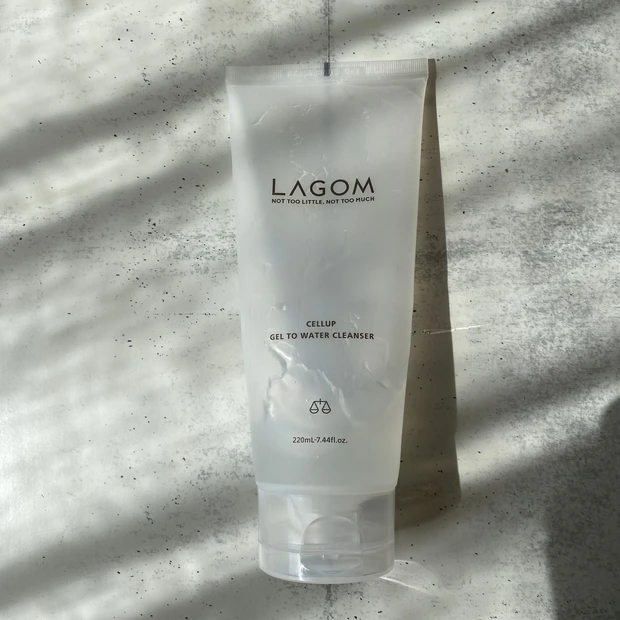 LAGOM
NOT TOO LITTLE, NOT TOO MUCH
CELLUP
GEL TO WATER CLEANSER
220mL·7.44fl.oz.